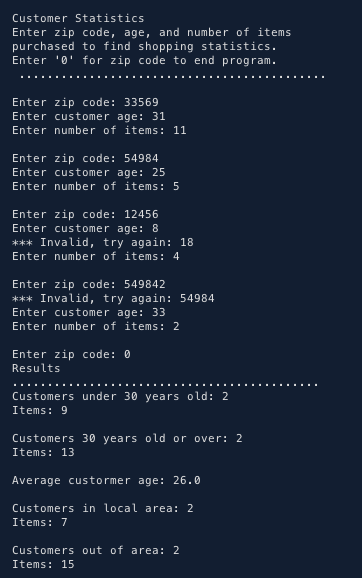 Customer Statistics
Enter zip code, age, and number of items
purchased to find shopping statistics.
Enter '0' for zip code to end program.
............................................
Enter zip code: 33569
Enter customer age: 31
Enter number of items: 11
Enter zip code: 54984
Enter customer age: 25
Enter number of items: 5
Enter zip code: 12456
Enter customer age: 8
*** Invalid, try again: 18
Enter number of items: 4
Enter zip code: 549842
*** Invalid, try again: 54984
Enter customer age: 33
Enter number of items: 2
Enter zip code: 0
Results
............................................
Customers under 30 years old: 2
Items: 9
Customers 30 years old or over: 2
Items: 13
Average custormer age: 26.0
Customers in local area: 2
Items: 7
Customers out of area: 2
Items: 15